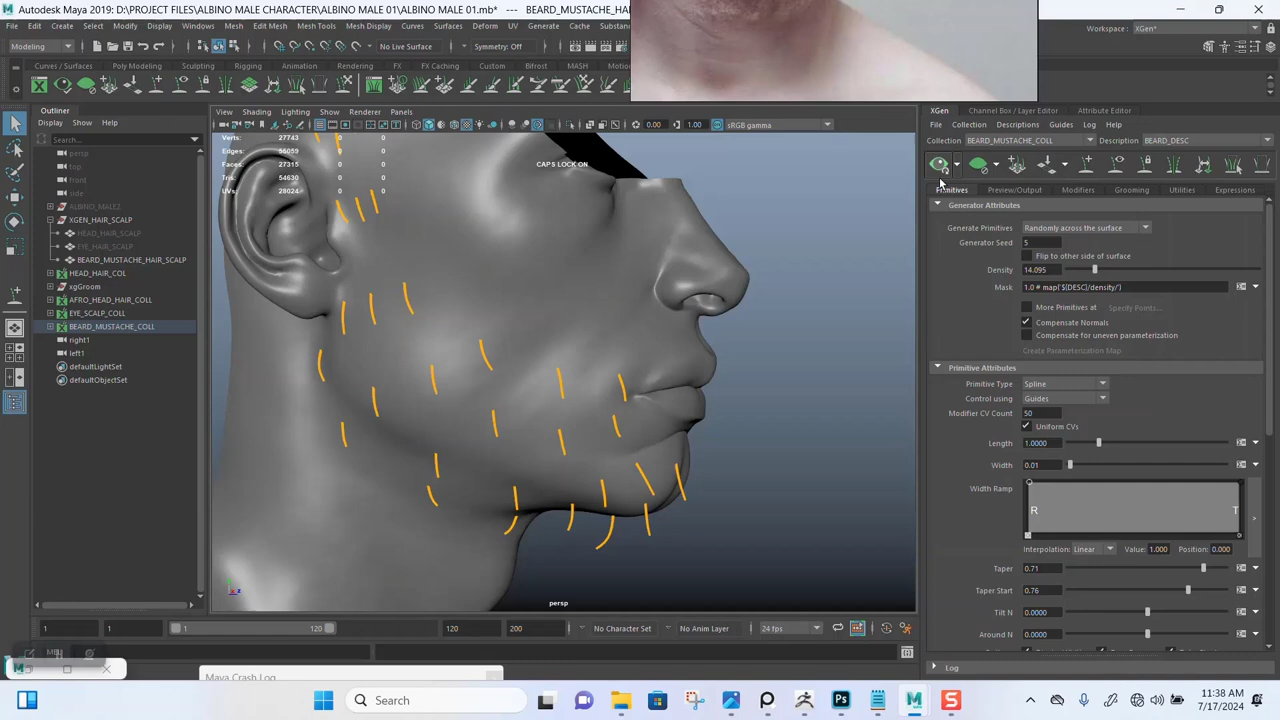 Autodesk Maya 2019: D:\PROJECT FILES\ALBINO MALE CHARACTER\ALBINO MALE 01\ALBINO MALE 01.mb* --- BEARD_MUSTACHE_HAIR
File Edit Create Select Modify Display Windows Mesh Edit Mesh Mesh Tools Mesh Display Curves Surfaces Deform UV Generate Cache
Workspace : XGen*
Modeling No Live Surface Symmetry: Off
Curves / Surfaces Poly Modeling Sculpting Rigging Animation Rendering FX FX Caching Custom Bifrost MASH
Outliner
Display Show Help
Search...
persp
top
front
side
ALBINO_MALE2
XGEN_HAIR_SCALP
HEAD_HAIR_SCALP
EYE_HAIR_SCALP
BEARD_MUSTACHE_HAIR_SCALP
HEAD_HAIR_COL
xgGroom
AFRO_HEAD_HAIR_COLL
EYE_SCALP_COLL
BEARD_MUSTACHE_COLL
right1
left1
defaultLightSet
defaultObjectSet
View Shading Lighting Show Renderer Panels
0.00 1.00 sRGB gamma
Verts: 27743 0 0
Edges: 55059 0 0
Faces: 27315 0 0
Tris: 54630 0 0
UVs: 28024 0 0
CAPS LOCK ON
persp
XGen Channel Box / Layer Editor Attribute Editor
File Collection Descriptions Guides Log Help
Collection BEARD_MUSTACHE_COLL Description BEARD_DESC
Primitives Preview/Output Modifiers Grooming Utilities Expressions
Generator Attributes
Generate Primitives Randomly across the surface
Generator Seed 5
Flip to other side of surface
Density 14.095
Mask 1.0 # map('${DESC}/density/')
More Primitives at Specify Points...
Compensate Normals
Compensate for uneven parameterization
Create Parameterization Map
Primitive Attributes
Primitive Type Spline
Control using Guides
Modifier CV Count 50
Uniform CVs
Length 1.0000
Width 0.01
Width Ramp
R T
>
Interpolation: Linear Value: 1.000 Position: 0.000
Taper 0.71
Taper Start 0.76
Tilt N 0.0000
Around N 0.0000
Log
1 1 1 120 120 200 No Character Set No Anim Layer 24 fps
Maya Crash Log
Search
11:38 AM
7/17/2024